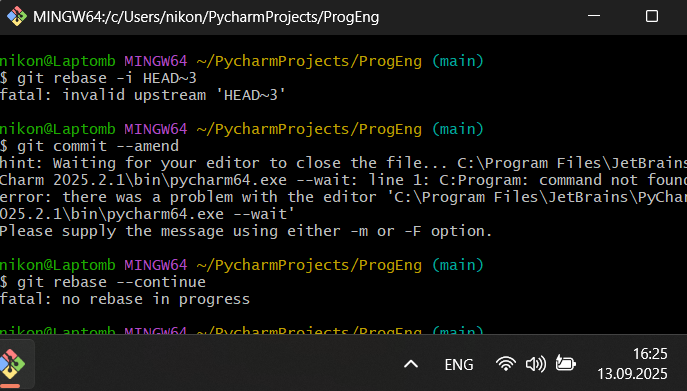 MINGW64:/c/Users/nikon/PycharmProjects/ProgEng
nikon@Laptomb MINGW64 ~/PycharmProjects/ProgEng (main)
$ git rebase -i HEAD~3
fatal: invalid upstream 'HEAD~3'
nikon@Laptomb MINGW64 ~/PycharmProjects/ProgEng (main)
$ git commit --amend
hint: Waiting for your editor to close the file... C:\Program Files\JetBrains
Charm 2025.2.1\bin\pycharm64.exe --wait: line 1: C:Program: command not found
error: there was a problem with the editor 'C:\Program Files\JetBrains\PyChar
025.2.1\bin\pycharm64.exe --wait'
Please supply the message using either -m or -F option.
nikon@Laptomb MINGW64 ~/PycharmProjects/ProgEng (main)
$ git rebase --continue
fatal: no rebase in progress
nikon@Laptomb MINGW64 ~/PycharmProjects/ProgEng (main)
ENG
16:25
13.09.2025